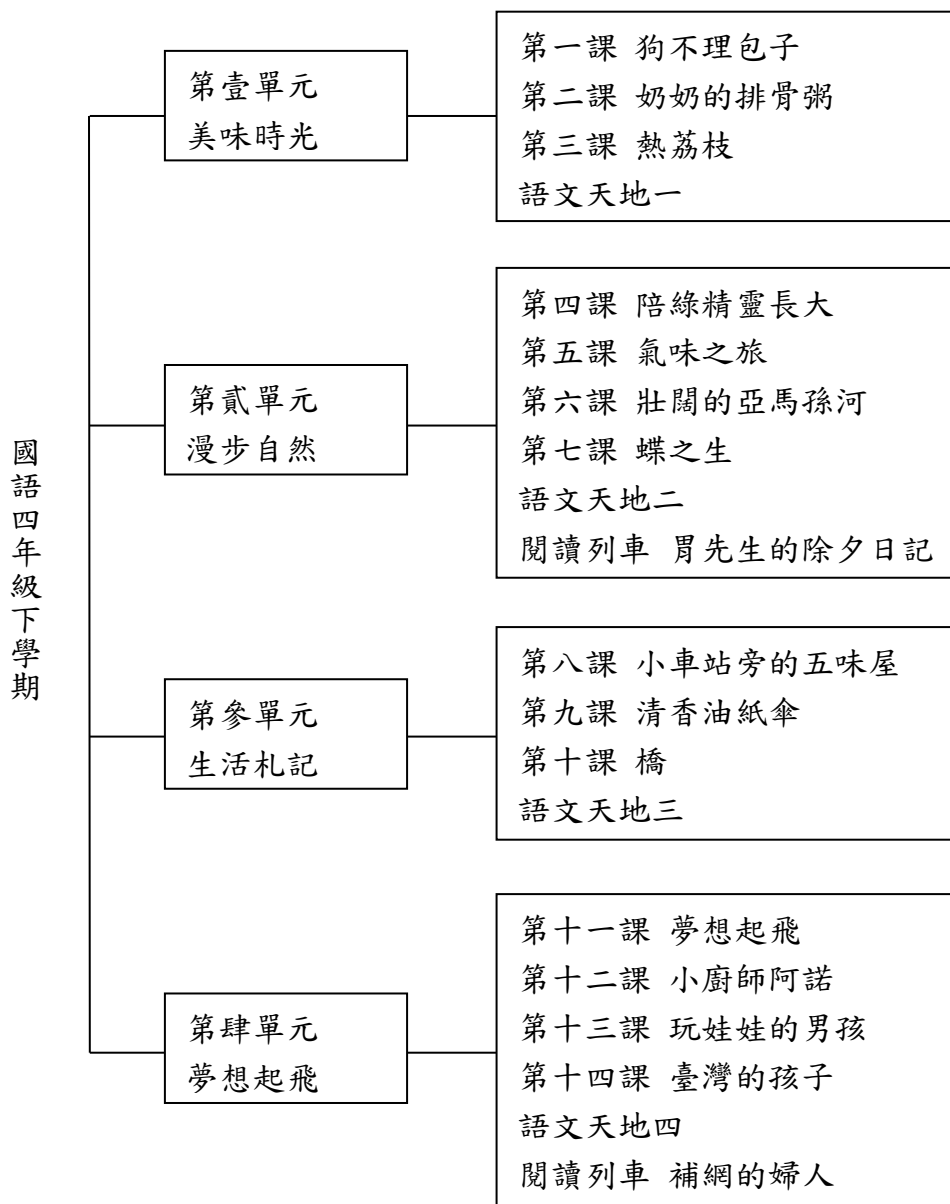 國語四年級下學期
第壹單元
美味時光
第一課 狗不理包子
第二課 奶奶的排骨粥
第三課 熱荔枝
語文天地一
第貳單元
漫步自然
第四課 陪綠精靈長大
第五課 氣味之旅
第六課 壯闊的亞馬孫河
第七課 蝶之生
語文天地二
閱讀列車 胃先生的除夕日記
第參單元
生活札記
第八課 小車站旁的五味屋
第九課 清香油紙傘
第十課 橋
語文天地三
第肆單元
夢想起飛
第十一課 夢想起飛
第十二課 小廚師阿諾
第十三課 玩娃娃的男孩
第十四課 臺灣的孩子
語文天地四
閱讀列車 補網的婦人